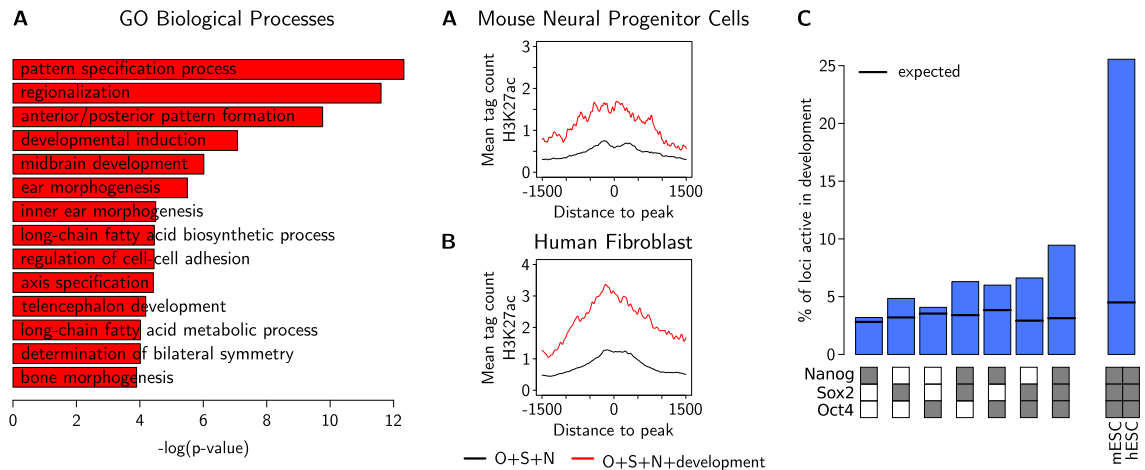 A GO Biological Processes
pattern specification process
regionalization
anterior/posterior pattern formation
developmental induction
midbrain development
ear morphogenesis
inner ear morphogenesis
long-chain fatty acid biosynthetic process
regulation of cell-cell adhesion
axis specification
telencephalon development
long-chain fatty acid metabolic process
determination of bilateral symmetry
bone morphogenesis
0 2 4 6 8 10 12
-log(p-value)
A Mouse Neural Progenitor Cells
Mean tag count
H3K27ac
3
2
1
0
-1500 0 1500
Distance to peak
B Human Fibroblast
Mean tag count
H3K27ac
4
3
2
1
0
-1500 0 1500
Distance to peak
O+S+N O+S+N+development
C
% of loci active in development
25
20
15
10
5
0
expected
Nanog
Sox2
Oct4
mESC
hESC